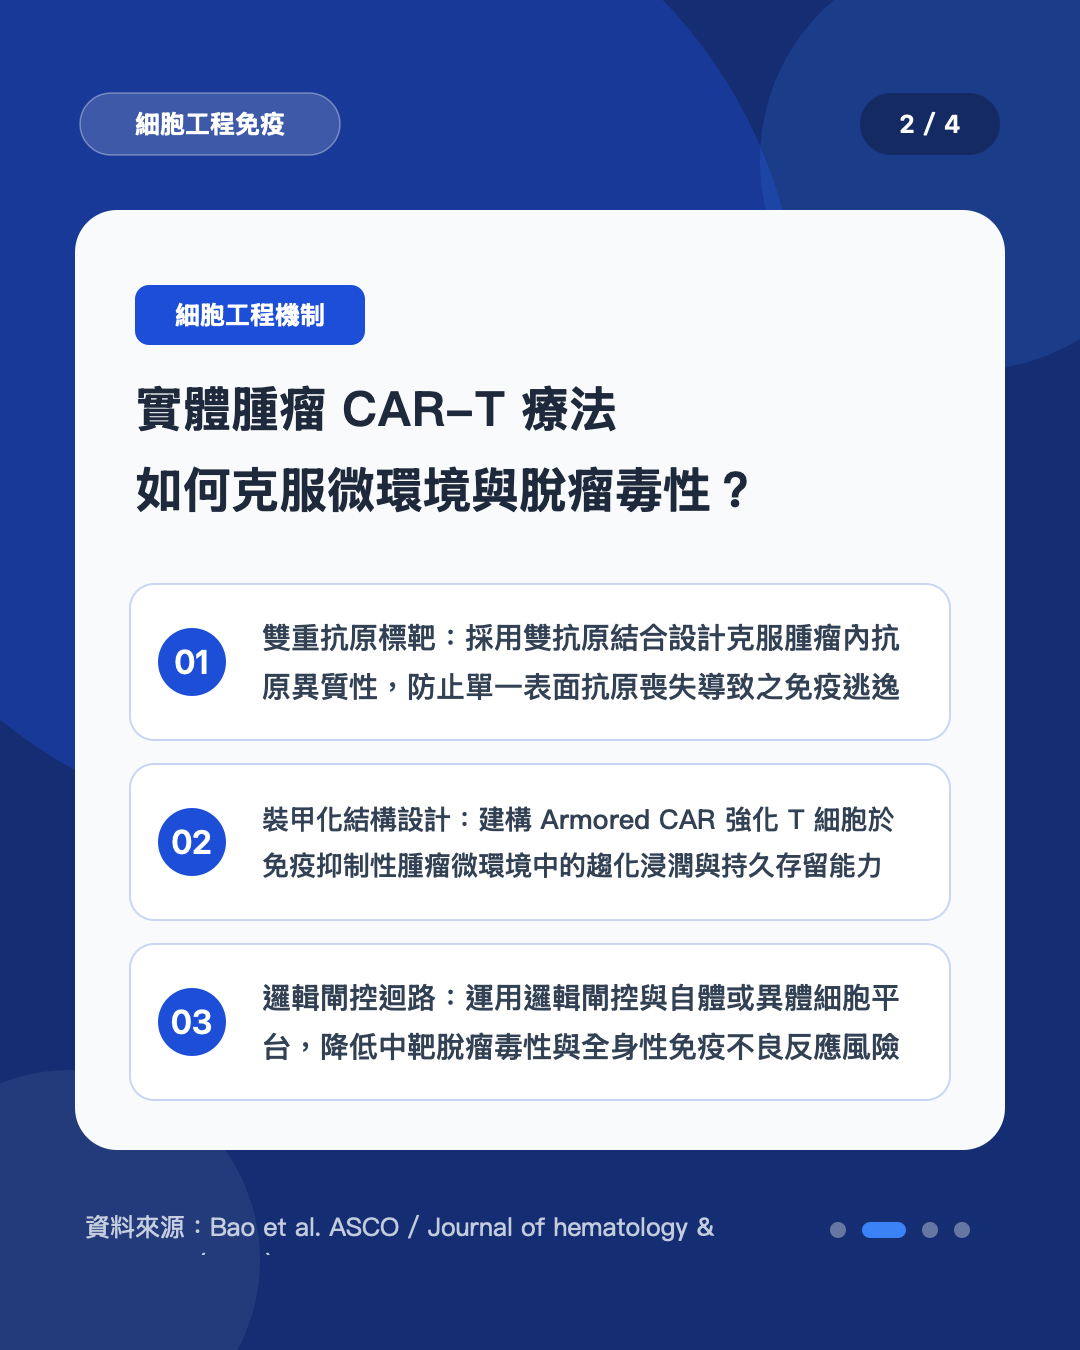 細胞工程免疫
2 / 4
細胞工程機制
實體腫瘤 CAR-T 療法
如何克服微環境與脫瘤毒性？
01
雙重抗原標靶：採用雙抗原結合設計克服腫瘤內抗
原異質性，防止單一表面抗原喪失導致之免疫逃逸
02
裝甲化結構設計：建構 Armored CAR 強化 T 細胞於
免疫抑制性腫瘤微環境中的趨化浸潤與持久存留能力
03
邏輯閘控迴路：運用邏輯閘控與自體或異體細胞平
台，降低中靶脫瘤毒性與全身性免疫不良反應風險
資料來源：Bao et al. ASCO / Journal of hematology &